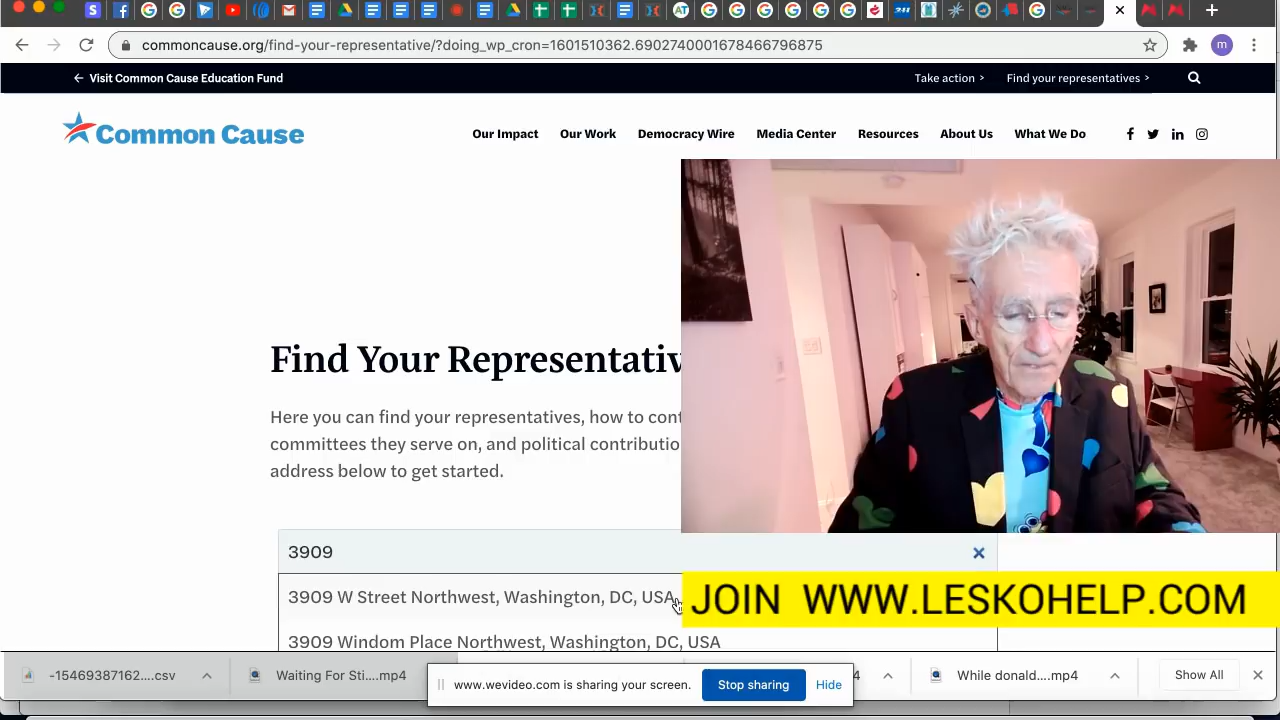 commoncause.org/find-your-representative/?doing_wp_cron=1601510362.6902740001678466796875
m
Visit Common Cause Education Fund
Take action
Find your representatives
Common Cause
Our Impact
Our Work
Democracy Wire
Media Center
Resources
About Us
What We Do
Find Your Representativ
Here you can find your representatives, how to cont
committees they serve on, and political contributio
address below to get started.
3909
3909 W Street Northwest, Washington, DC, USA
3909 Windom Place Northwest, Washington, DC, USA
JOIN WWW.LESKOHELP.COM
-15469387162....csv
Waiting For Sti....mp4
www.wevideo.com is sharing your screen.
Stop sharing
Hide
4
While donald....mp4
Show All